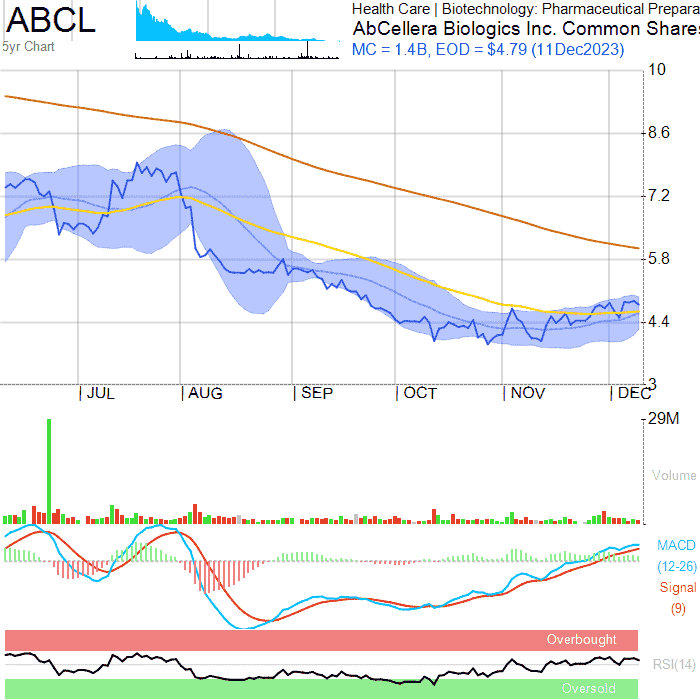 ABCL
5yr Chart
Health Care | Biotechnology: Pharmaceutical Prepara
AbCellera Biologics Inc. Common Shares
MC = 1.4B, EOD = $4.79 (11Dec2023)
10
8.6
7.2
5.8
4.4
3
JUL AUG SEP OCT NOV DEC
29M
Volume
MACD
(12-26)
Signal
(9)
Overbought
RSI(14)
Oversold